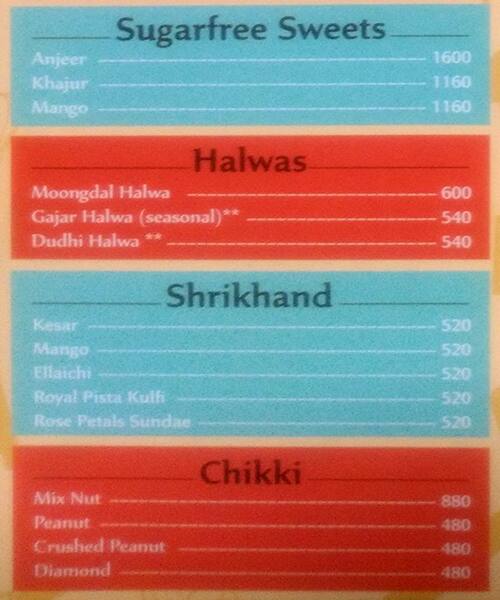 Sugarfree Sweets
Anjeer 1600
Khajur 1160
Mango 1160
Halwas
Moongdal Halwa 600
Gajar Halwa (seasonal)** 540
Dudhi Halwa ** 540
Shrikhand
Kesar 520
Mango 520
Ellaichi 520
Royal Pista Kulfi 520
Rose Petals Sundae 520
Chikki
Mix Nut 880
Peanut 480
Crushed Peanut 480
Diamond 480